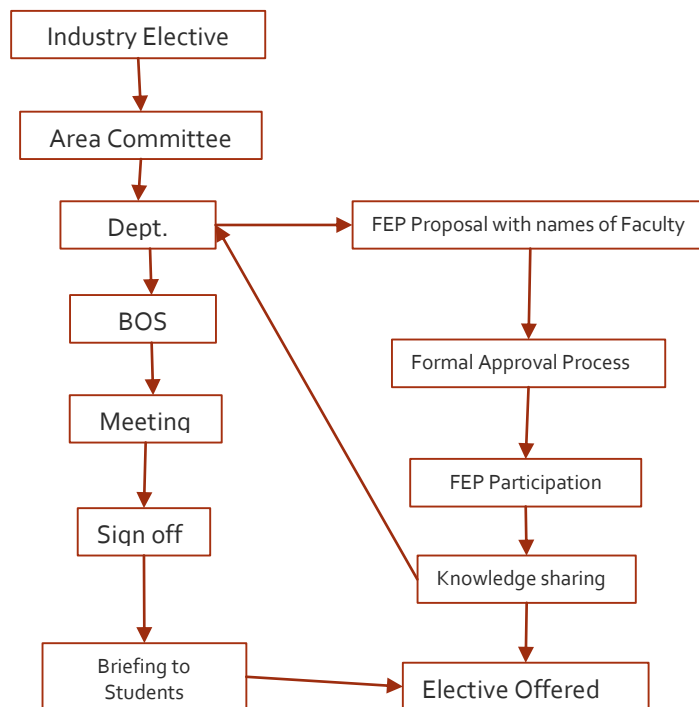 Industry Elective
Area Committee
Dept.
FEP Proposal with names of Faculty
BOS
Formal Approval Process
Meeting
FEP Participation
Sign off
Knowledge sharing
Briefing to
Students
Elective Offered